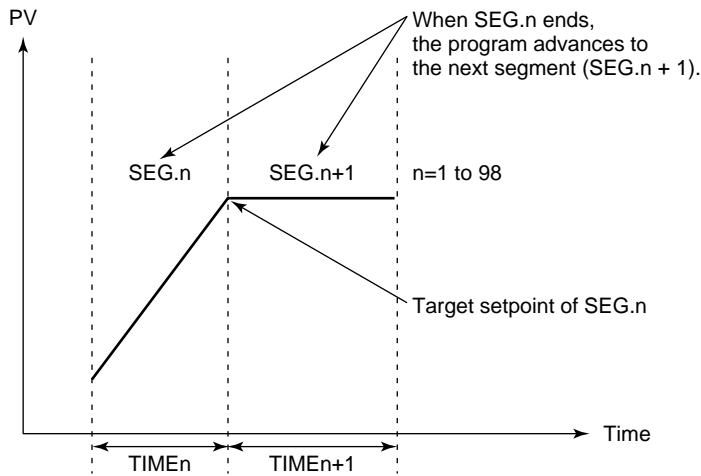 PV
When SEG.n ends,
the program advances to
the next segment (SEG.n + 1).
SEG.n
SEG.n+1
n=1 to 98
Target setpoint of SEG.n
Time
TIMEn
TIMEn+1